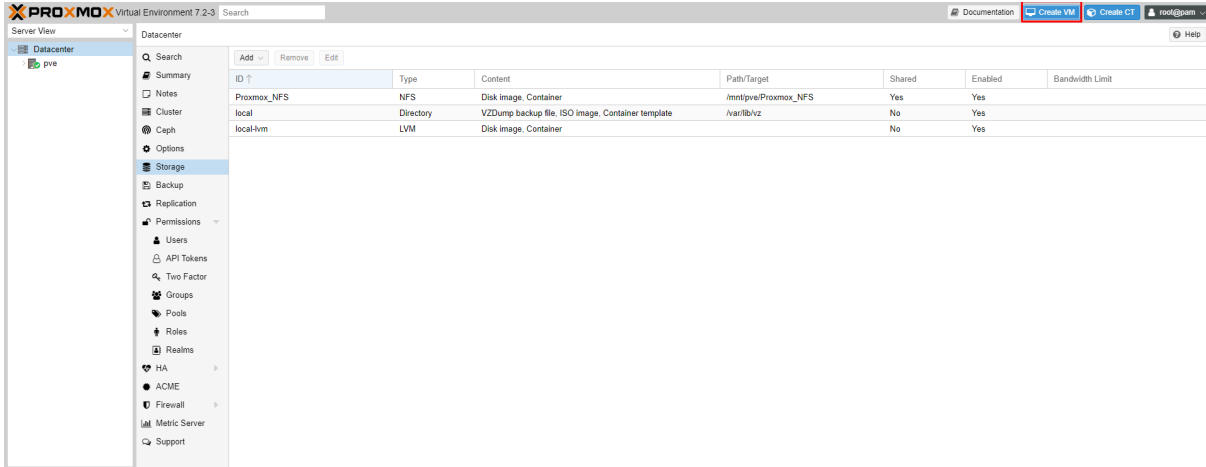 PROXMOX Virtual Environment 7.2-3 Search Documentation Create VM Create CT root@pam
Server View
Datacenter
pve
Datacenter Help
Search
Summary
Notes
Cluster
Ceph
Options
Storage
Backup
Replication
Permissions
Users
API Tokens
Two Factor
Groups
Pools
Roles
Realms
HA
ACME
Firewall
Metric Server
Support
Add Remove Edit
ID ↑ Type Content Path/Target Shared Enabled Bandwidth Limit
Proxmox_NFS NFS Disk image, Container /mnt/pve/Proxmox_NFS Yes Yes
local Directory VZDump backup file, ISO image, Container template /var/lib/vz No Yes
local-lvm LVM Disk image, Container No Yes